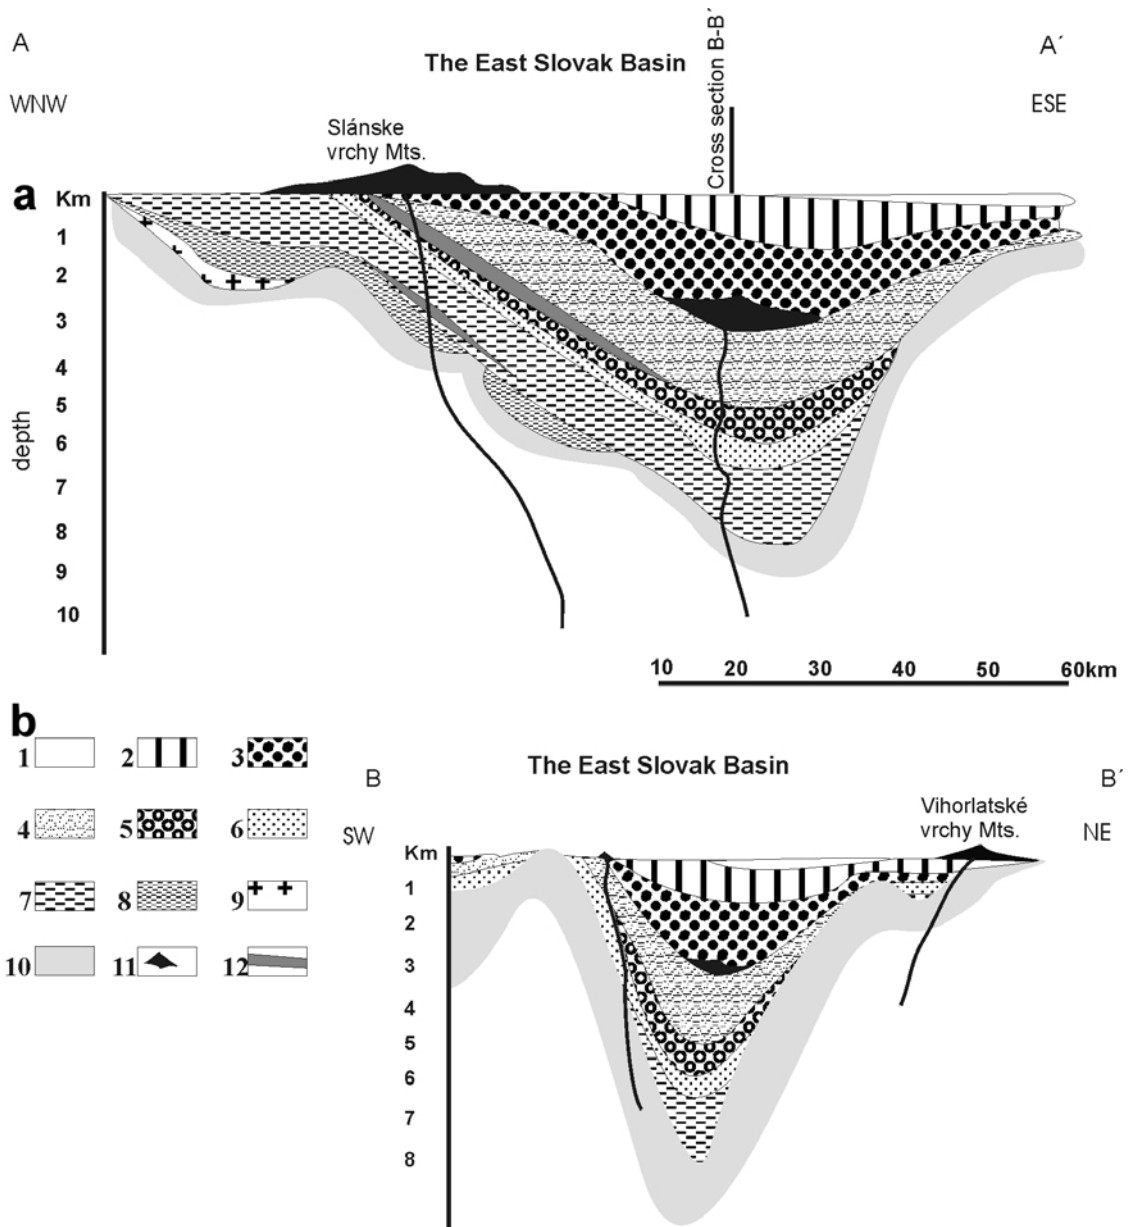 A
The East Slovak Basin
Cross section B-B´
A´
WNW
ESE
Slánske
vrchy Mts.
a
Km
1
2
3
4
5
6
7
8
9
10
depth
10 20 30 40 50 60km
b
1 2 3
4 5 6
7 8 9
10 11 12
The East Slovak Basin
B
B´
SW
Vihorlatské
vrchy Mts.
NE
Km
1
2
3
4
5
6
7
8